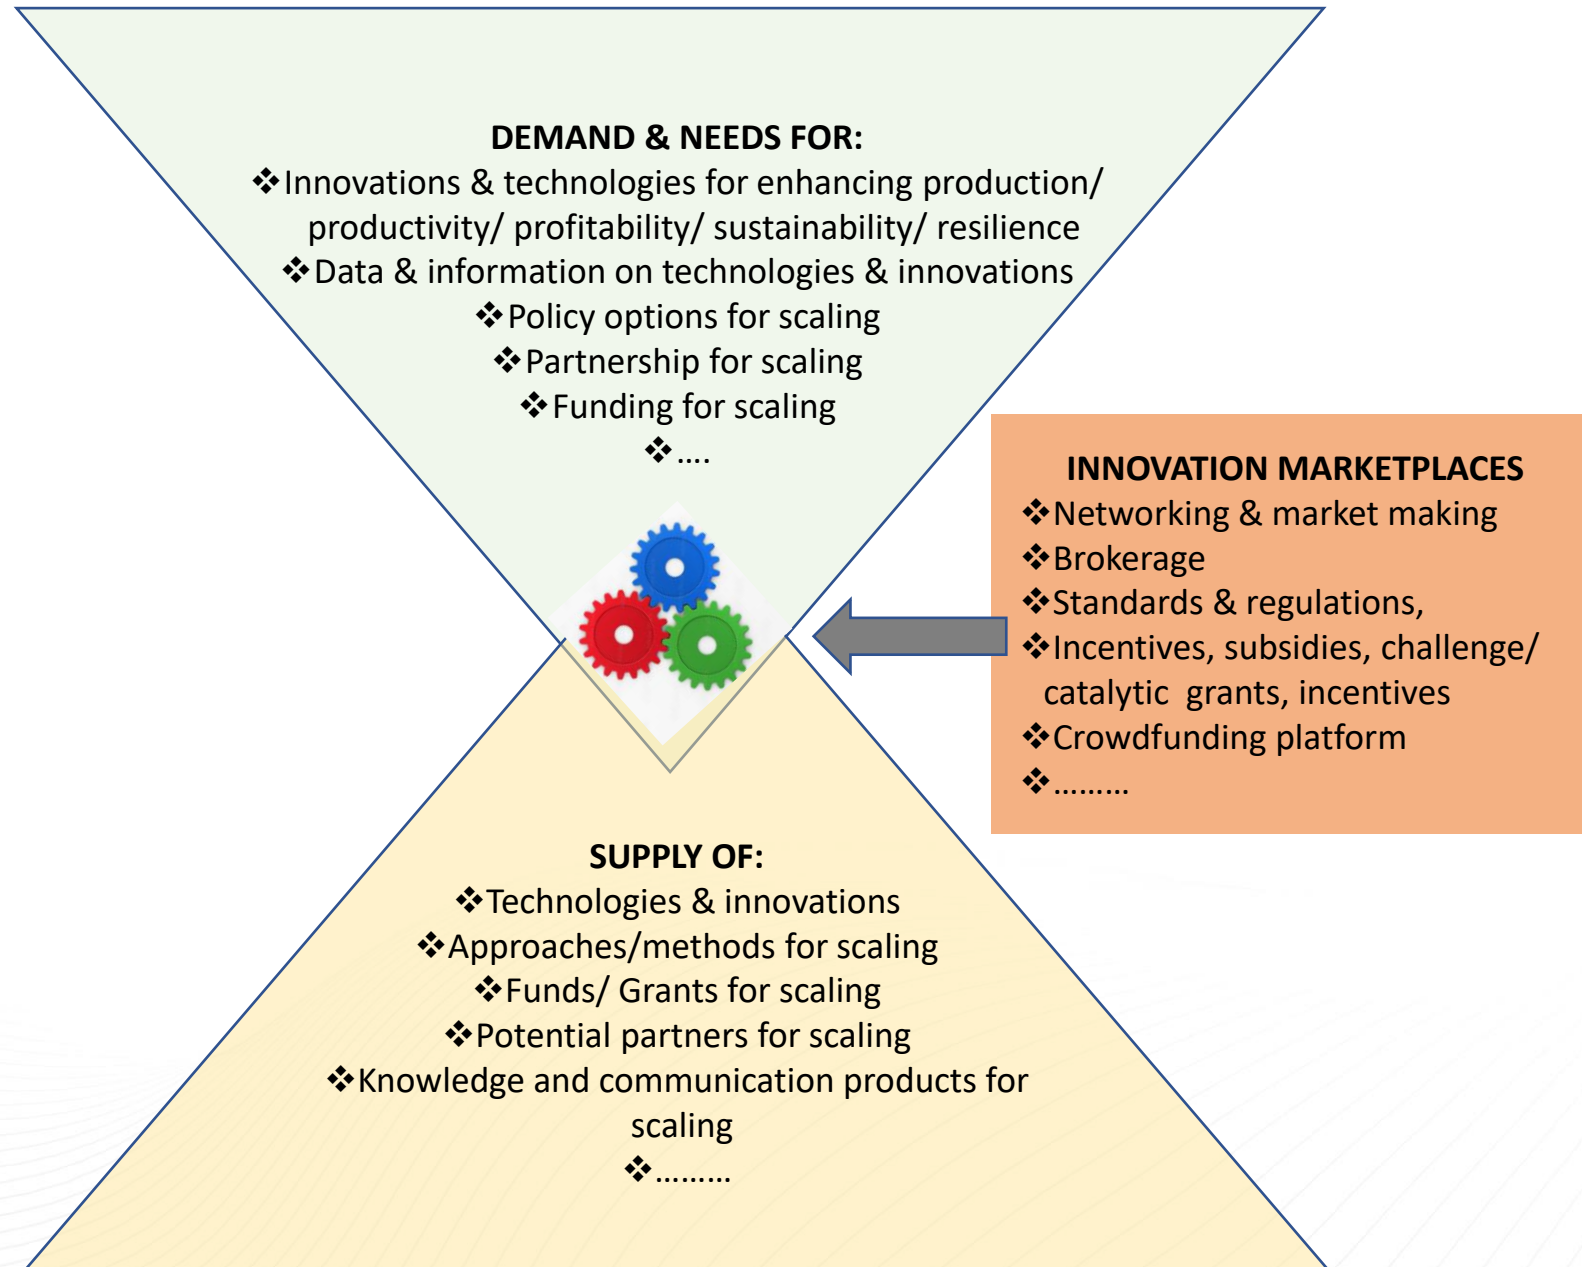 DEMAND & NEEDS FOR:
❖Innovations & technologies for enhancing production/
productivity/ profitability/ sustainability/ resilience
❖Data & information on technologies & innovations
❖Policy options for scaling
❖Partnership for scaling
❖Funding for scaling
❖….
INNOVATION MARKETPLACES
❖Networking & market making
❖Brokerage
❖Standards & regulations,
❖Incentives, subsidies, challenge/
catalytic  grants, incentives
❖Crowdfunding platform
❖………
SUPPLY OF:
❖Technologies & innovations
❖Approaches/methods for scaling
❖Funds/ Grants for scaling
❖Potential partners for scaling
❖Knowledge and communication products for
scaling
❖………